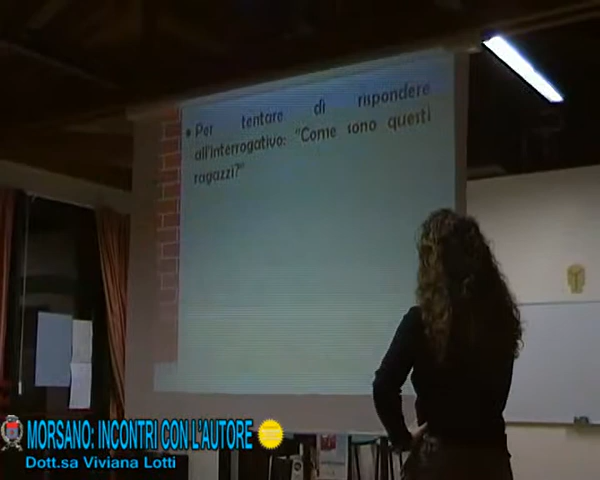 • Per tentare di rispondere
all'interrogativo: "Come sono questi
ragazzi?"
MORSANO: INCONTRI CON L'AUTORE
Dott.sa Viviana Lotti